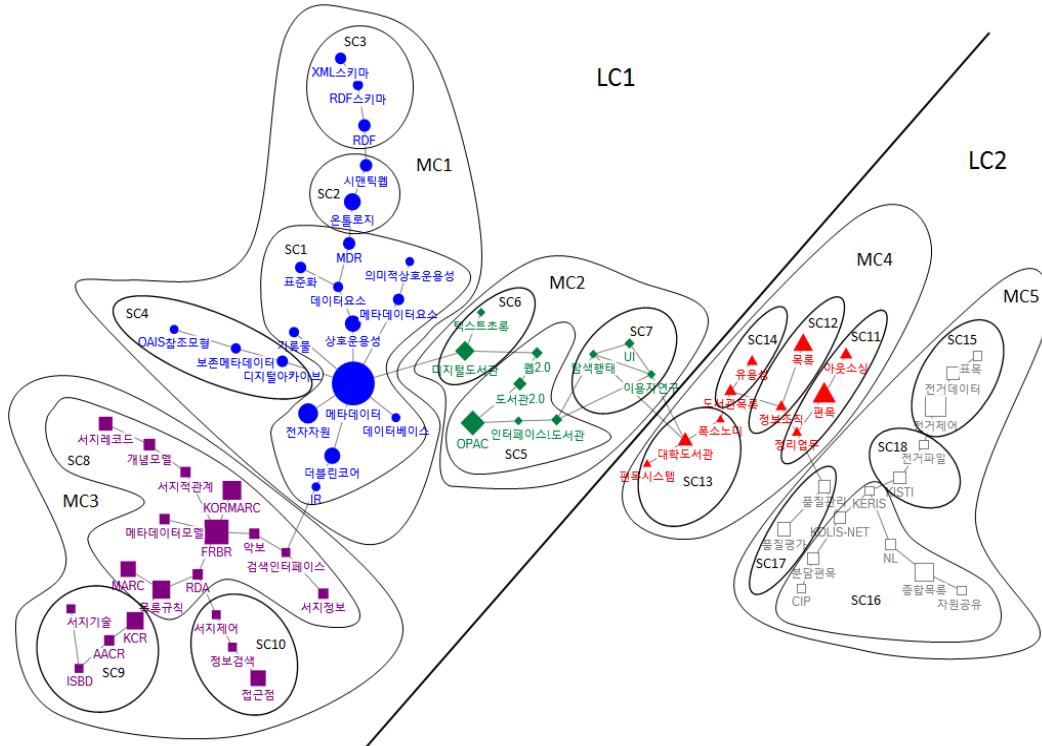 SC3
XML스키마
RDF스키마
RDF
LC1
LC2
MC1
시맨틱웹
SC2
온톨로지
MDR
SC1
표준화
의미적상호운용성
데이터요소
메타데이터요소
상호운용성
SC4
OAIS참조모형
보존메타데이터
디지털아카이브
기록물
메타데이터
전자자원
데이터베이스
더블린코어
IR
MC2
SC6
텍스트초록
디지털도서관
웹2.0
도서관2.0
OPAC
인터페이스
도서관
SC5
SC7
UI
탐색행태
이용자연구
MC4
SC14
유용성
도서관목록
SC12
목록
정보조직
SC11
아웃소싱
편목
정리업무
폭소노미
대학도서관
편목시스템
SC13
MC5
SC15
표목
전거데이터
전거제어
SC18
전거파일
KISTI
KERIS
품질관리
KOLIS-NET
품질평가
NL
SC17
분담편목
CIP
종합목록
자원공유
SC16
MC3
SC8
서지레코드
개념모델
서지적관계
KORMARC
메타데이터모델
FRBR
악보
검색인터페이스
서지정보
MARC
목록규칙
RDA
서지기술
KCR
AACR
ISBD
SC9
서지제어
SC10
정보검색
접근점